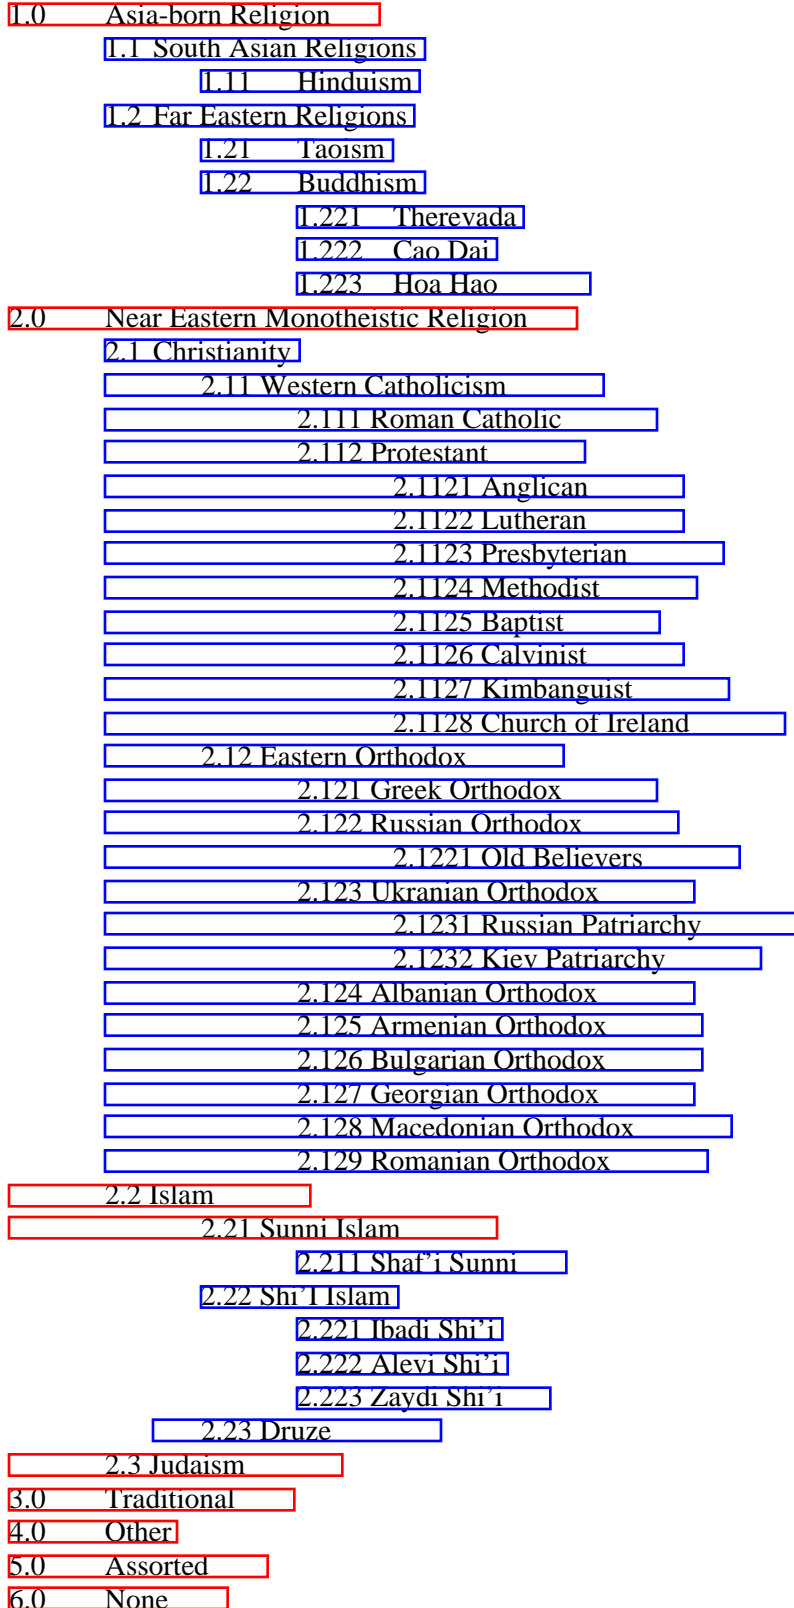 1.0 Asia-born Religion
1.1 South Asian Religions
1.11 Hinduism
1.2 Far Eastern Religions
1.21 Taoism
1.22 Buddhism
1.221 Therevada
1.222 Cao Dai
1.223 Hoa Hao
2.0 Near Eastern Monotheistic Religion
2.1 Christianity
2.11 Western Catholicism
2.111 Roman Catholic
2.112 Protestant
2.1121 Anglican
2.1122 Lutheran
2.1123 Presbyterian
2.1124 Methodist
2.1125 Baptist
2.1126 Calvinist
2.1127 Kimbanguist
2.1128 Church of Ireland
2.12 Eastern Orthodox
2.121 Greek Orthodox
2.122 Russian Orthodox
2.1221 Old Believers
2.123 Ukranian Orthodox
2.1231 Russian Patriarchy
2.1232 Kiev Patriarchy
2.124 Albanian Orthodox
2.125 Armenian Orthodox
2.126 Bulgarian Orthodox
2.127 Georgian Orthodox
2.128 Macedonian Orthodox
2.129 Romanian Orthodox
2.2 Islam
2.21 Sunni Islam
2.211 Shaf’i Sunni
2.22 Shi’I Islam
2.221 Ibadi Shi’i
2.222 Alevi Shi’i
2.223 Zaydi Shi’i
2.23 Druze
2.3 Judaism
3.0 Traditional
4.0 Other
5.0 Assorted
6.0 None